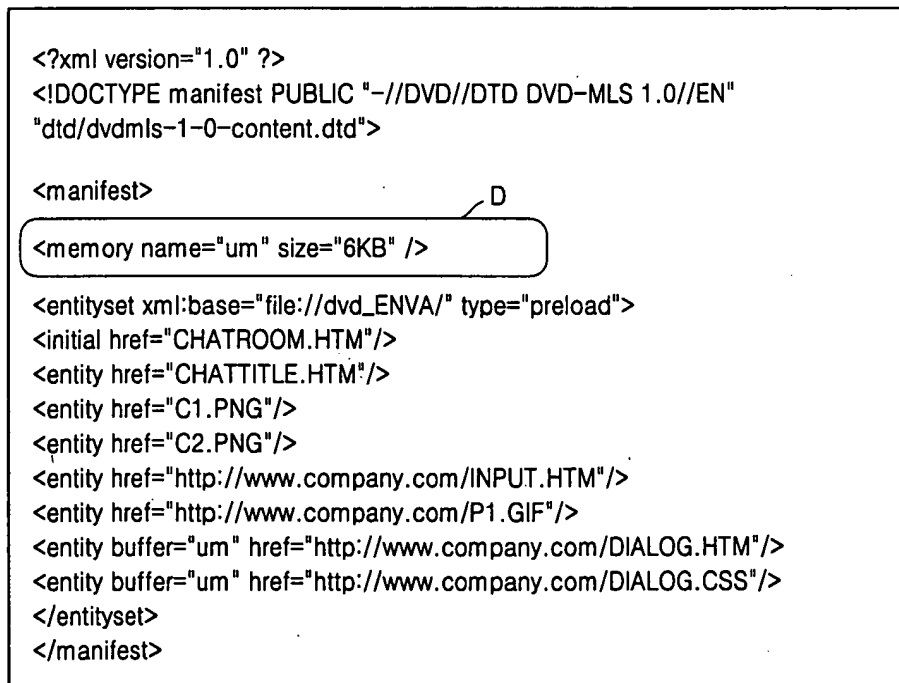 <?xml version="1.0" ?>
<!DOCTYPE manifest PUBLIC "-//DVD//DTD DVD-MLS 1.0//EN"
"dtd/dvdmls-1-0-content.dtd">
<manifest>
D
<memory name="um" size="6KB" />
<entityset xml:base="file://dvd_ENVA/" type="preload">
<initial href="CHATROOM.HTM"/>
<entity href="CHATTITLE.HTM"/>
<entity href="C1.PNG"/>
<entity href="C2.PNG"/>
<entity href="http://www.company.com/INPUT.HTM"/>
<entity href="http://www.company.com/P1.GIF"/>
<entity buffer="um" href="http://www.company.com/DIALOG.HTM"/>
<entity buffer="um" href="http://www.company.com/DIALOG.CSS"/>
</entityset>
</manifest>